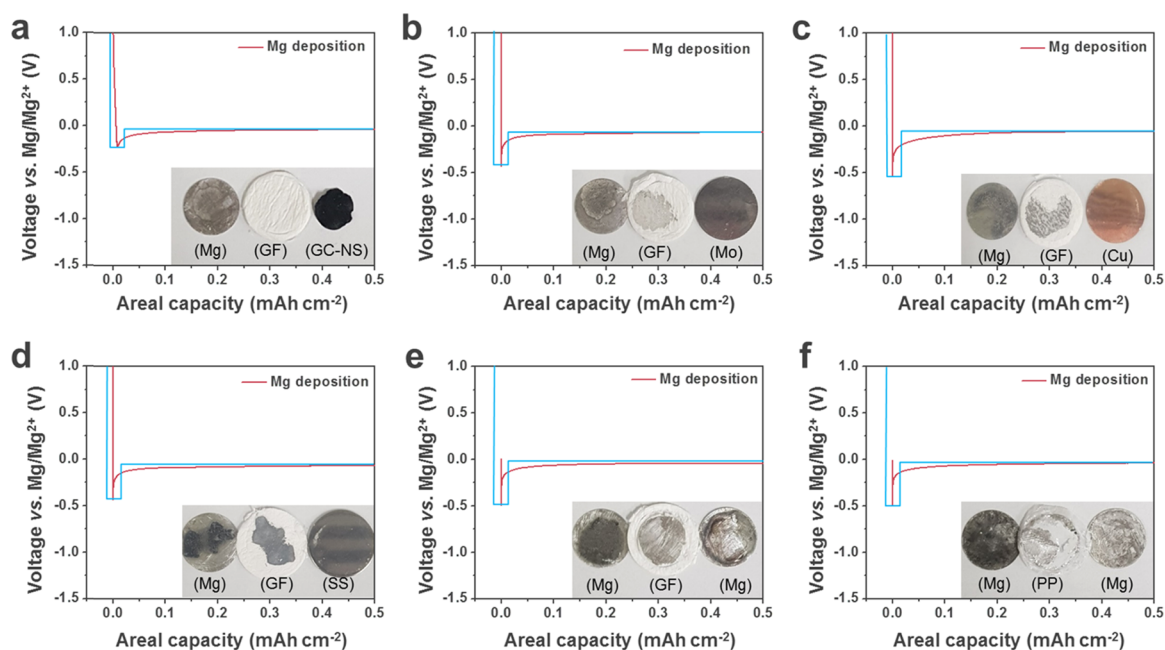 a
Voltage vs. Mg/Mg²⁺ (V)
1.0
0.5
0.0
-0.5
-1.0
-1.5
Mg deposition
(Mg) (GF) (GC-NS)
0.0 0.1 0.2 0.3 0.4 0.5
Areal capacity (mAh cm⁻²)
b
Voltage vs. Mg/Mg²⁺ (V)
1.0
0.5
0.0
-0.5
-1.0
-1.5
Mg deposition
(Mg) (GF) (Mo)
0.0 0.1 0.2 0.3 0.4 0.5
Areal capacity (mAh cm⁻²)
c
Voltage vs. Mg/Mg²⁺ (V)
1.0
0.5
0.0
-0.5
-1.0
-1.5
Mg deposition
(Mg) (GF) (Cu)
0.0 0.1 0.2 0.3 0.4 0.5
Areal capacity (mAh cm⁻²)
d
Voltage vs. Mg/Mg²⁺ (V)
1.0
0.5
0.0
-0.5
-1.0
-1.5
Mg deposition
(Mg) (GF) (SS)
0.0 0.1 0.2 0.3 0.4 0.5
Areal capacity (mAh cm⁻²)
e
Voltage vs. Mg/Mg²⁺ (V)
1.0
0.5
0.0
-0.5
-1.0
-1.5
Mg deposition
(Mg) (GF) (Mg)
0.0 0.1 0.2 0.3 0.4 0.5
Areal capacity (mAh cm⁻²)
f
Voltage vs. Mg/Mg²⁺ (V)
1.0
0.5
0.0
-0.5
-1.0
-1.5
Mg deposition
(Mg) (PP) (Mg)
0.0 0.1 0.2 0.3 0.4 0.5
Areal capacity (mAh cm⁻²)